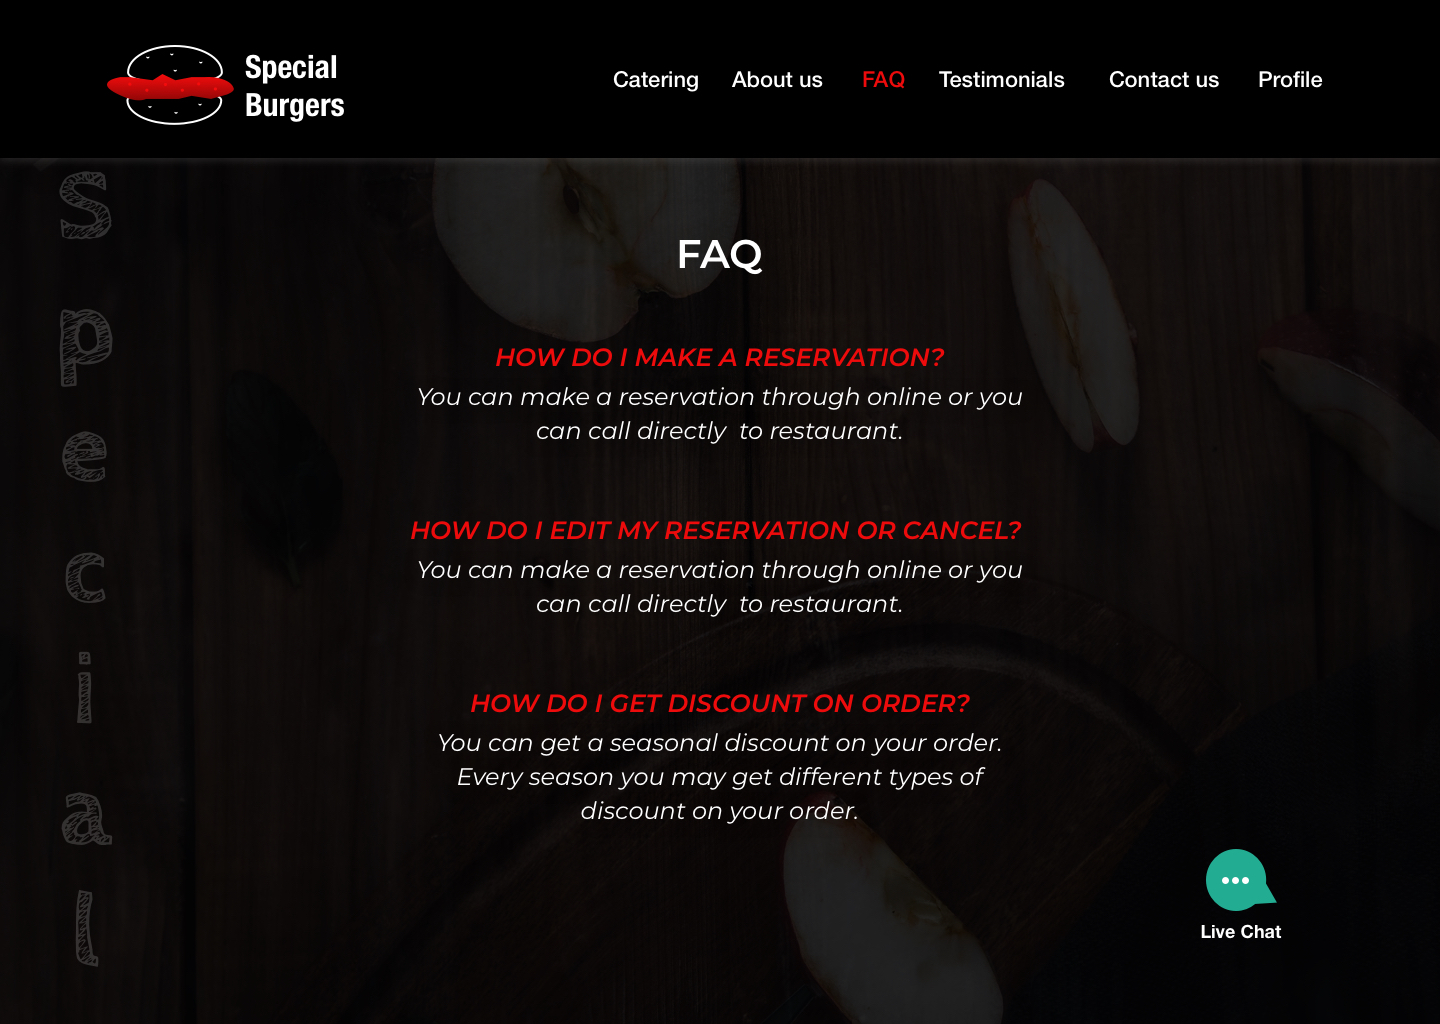 Special
Burgers
Catering About us FAQ Testimonials Contact us Profile
Special
FAQ
HOW DO I MAKE A RESERVATION?
You can make a reservation through online or you
can call directly  to restaurant.
HOW DO I EDIT MY RESERVATION OR CANCEL?
You can make a reservation through online or you
can call directly  to restaurant.
HOW DO I GET DISCOUNT ON ORDER?
You can get a seasonal discount on your order.
Every season you may get different types of
discount on your order.
Live Chat